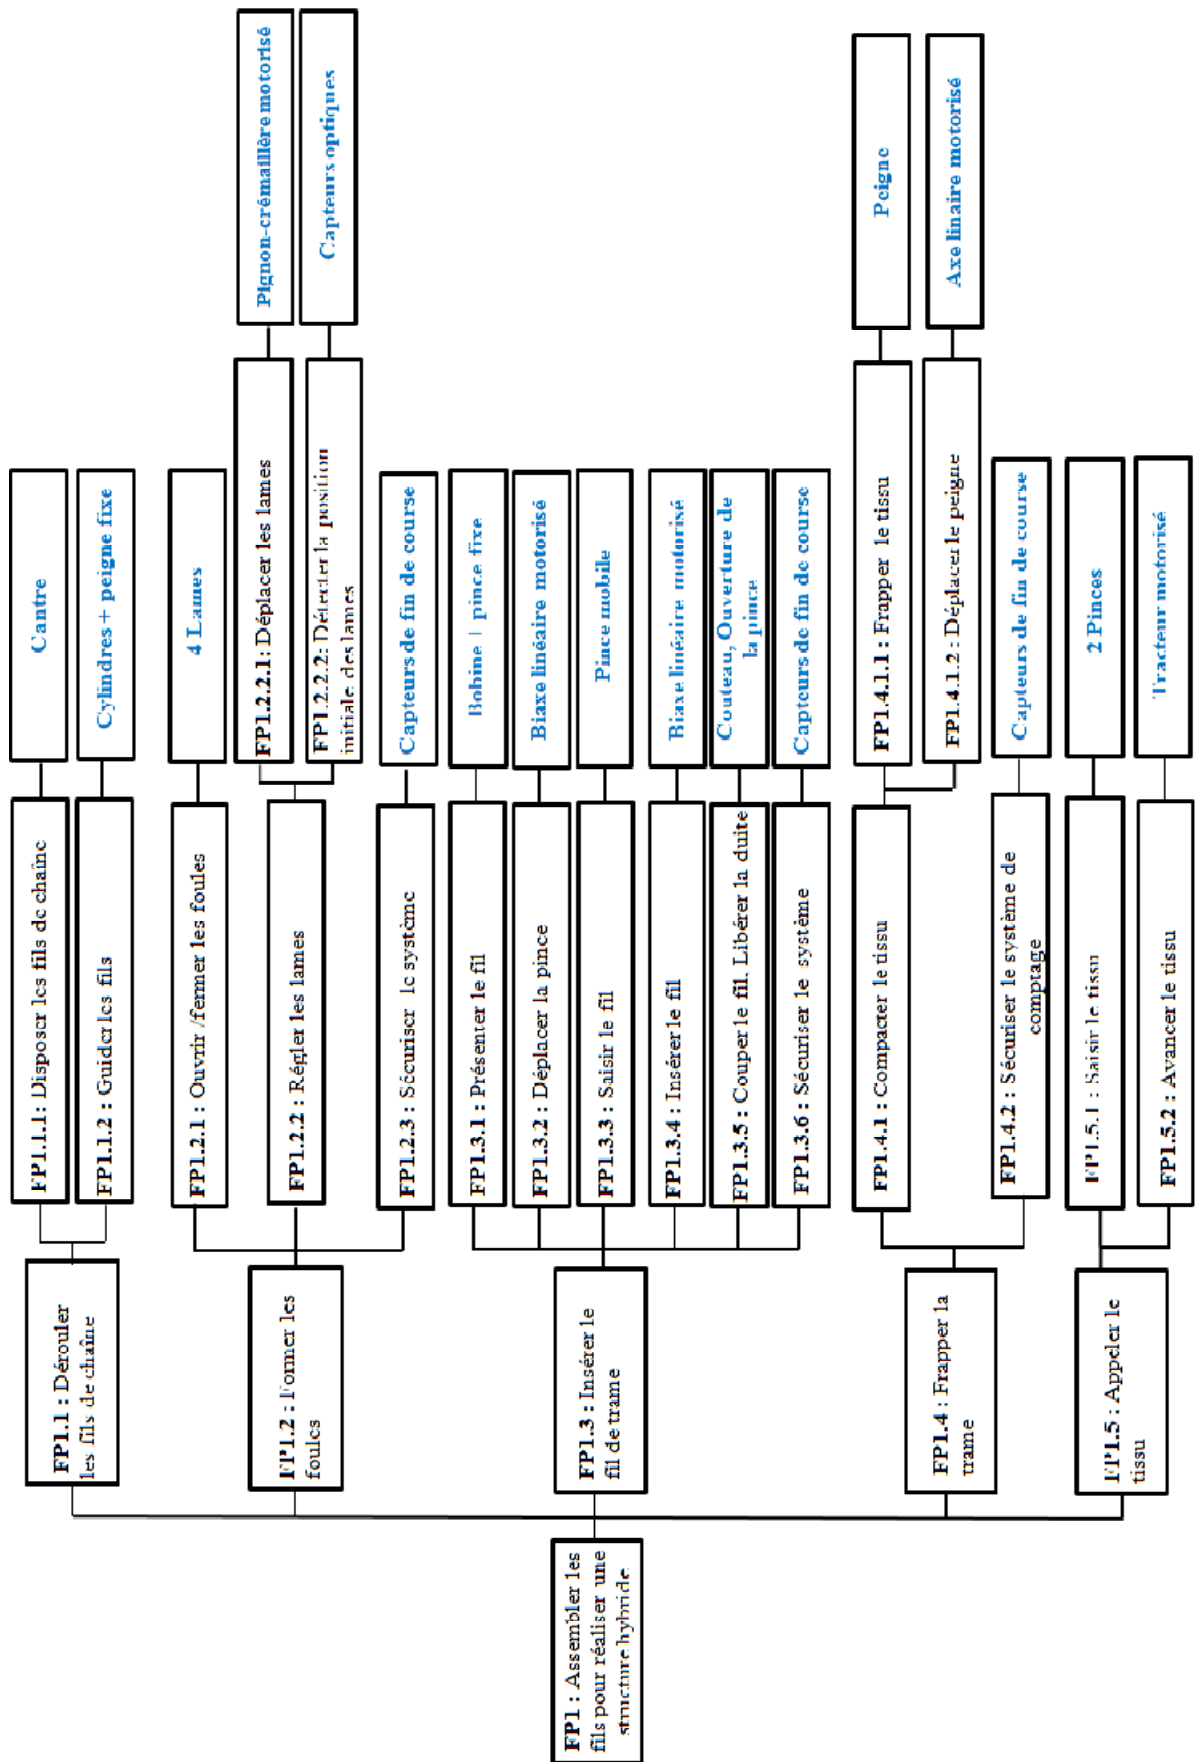 FP1 : Assembler les
fils pour réaliser une
structure hybride
FP1.1 : Dérouler
les fils de chaîne
FP1.1.1: Disposer les fils de chaîne
Cantre
FP1.1.2 : Guider les fils
Cylindres + peigne fixe
FP1.2 : Former les
foules
FP1.2.1 : Ouvrir /fermer les foules
4 Lames
FP1.2.2 : Régler les lames
FP1.2.2.1: Déplacer les lames
Pignon-crémaillère motorisé
FP1.2.2.2: Détecter la position
initiale des lames
Capteurs optiques
FP1.2.3 : Sécuriser le système
Capteurs de fin de course
FP1.3 : Insérer le
fil de trame
FP1.3.1 : Présenter le fil
Bobine + pince fixe
FP1.3.2 : Déplacer la pince
Biaxe linéaire motorisé
FP1.3.3 : Saisir le fil
Pince mobile
FP1.3.4 : Insérer le fil
Biaxe linéaire motorisé
FP1.3.5 : Couper le fil. Libérer la duite
Couteau, Ouverture de
la pince
FP1.3.6 : Sécuriser le système
Capteurs de fin de course
FP1.4 : Frapper la
trame
FP1.4.1 : Compacter le tissu
FP1.4.1.1 : Frapper le tissu
Peigne
FP1.4.1.2 : Déplacer le peigne
Axe linaire motorisé
FP1.4.2 : Sécuriser le système de
comptage
Capteurs de fin de course
FP1.5 : Appeler le
tissu
FP1.5.1 : Saisir le tissu
2 Pinces
FP1.5.2 : Avancer le tissu
Tracteur motorisé